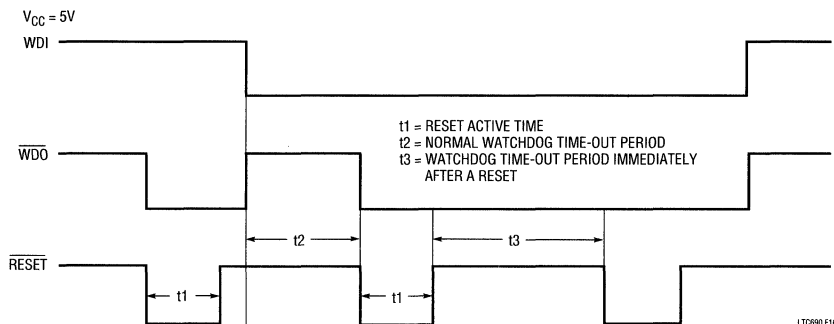 VCC = 5V
WDI
t1 = RESET ACTIVE TIME
t2 = NORMAL WATCHDOG TIME-OUT PERIOD
t3 = WATCHDOG TIME-OUT PERIOD IMMEDIATELY
AFTER A RESET
WDO
t2
t3
RESET
t1
t1